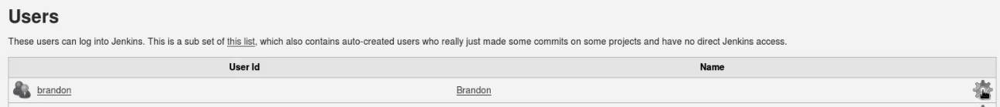 Users
These users can log into Jenkins. This is a sub set of this list, which also contains auto-created users who really just made some commits on some projects and have no direct Jenkins access.
User Id Name
brandon Brandon